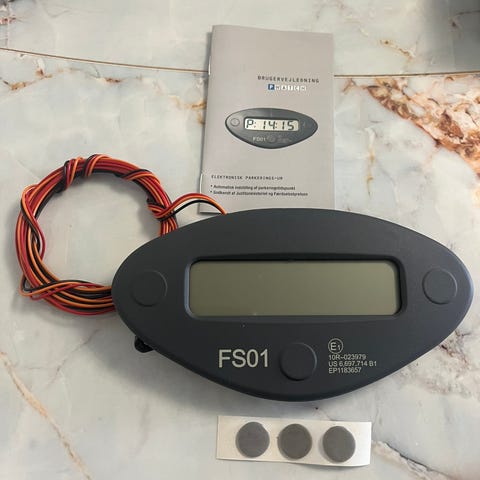 BRUGERVEJLEDNING
P WATCH
P: 14:15
FS01
ELEKTRONISK PARKERINGS-UR
• Automatisk indstilling af parkeringstidspunkt
• Godkendt af Justitsministeriet og Færdselsstyrelsen
FS01
E1
10R-023979
US 6,697,714 B1
EP1183657